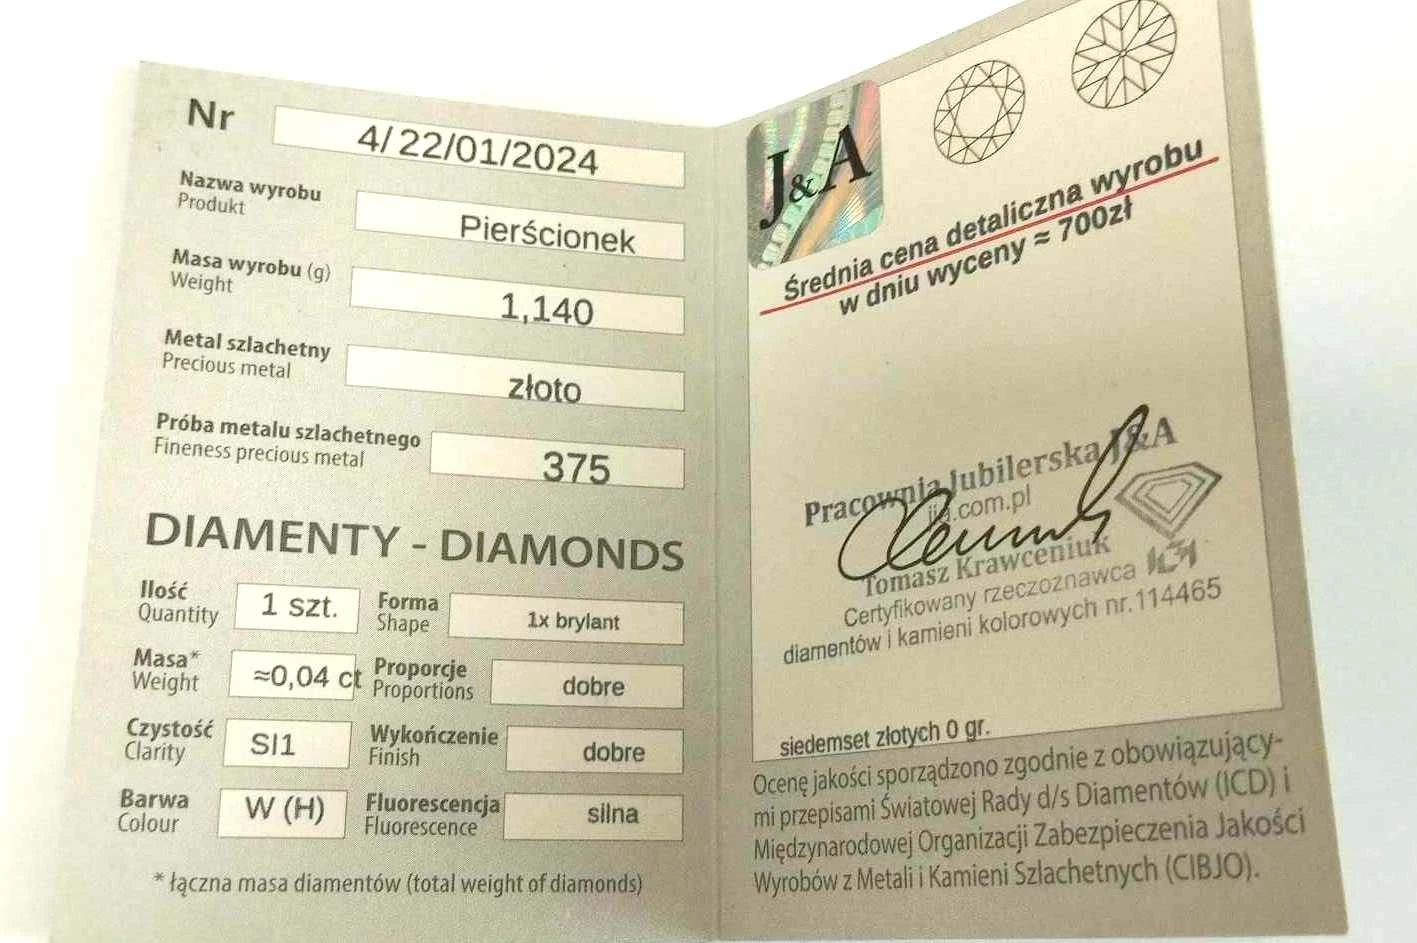 Nr 4/22/01/2024
Nazwa wyrobu
Produkt
Pierścionek
Masa wyrobu (g)
Weight
1,140
Metal szlachetny
Precious metal
złoto
Próba metalu szlachetnego
Fineness precious metal
375
DIAMENTY - DIAMONDS
Ilość
Quantity
1 szt.
Forma
Shape
1x brylant
Masa*
Weight
≈0,04 ct
Proporcje
Proportions
dobre
Czystość
Clarity
SI1
Wykończenie
Finish
dobre
Barwa
Colour
W (H)
Fluorescencja
Fluorescence
silna
* łączna masa diamentów (total weight of diamonds)
J&A
Średnia cena detaliczna wyrobu
w dniu wyceny ≈ 700zł
Pracownia Jubilerska J&A
jja.com.pl
Tomasz Krawceniuk
Certyfikowany rzeczoznawca
diamentów i kamieni kolorowych nr.114465
siedemset złotych 0 gr.
Ocenę jakości sporządzono zgodnie z obowiązujący-
mi przepisami Światowej Rady d/s Diamentów (ICD) i
Międzynarodowej Organizacji Zabezpieczenia Jakości
Wyrobów z Metali i Kamieni Szlachetnych (CIBJO).